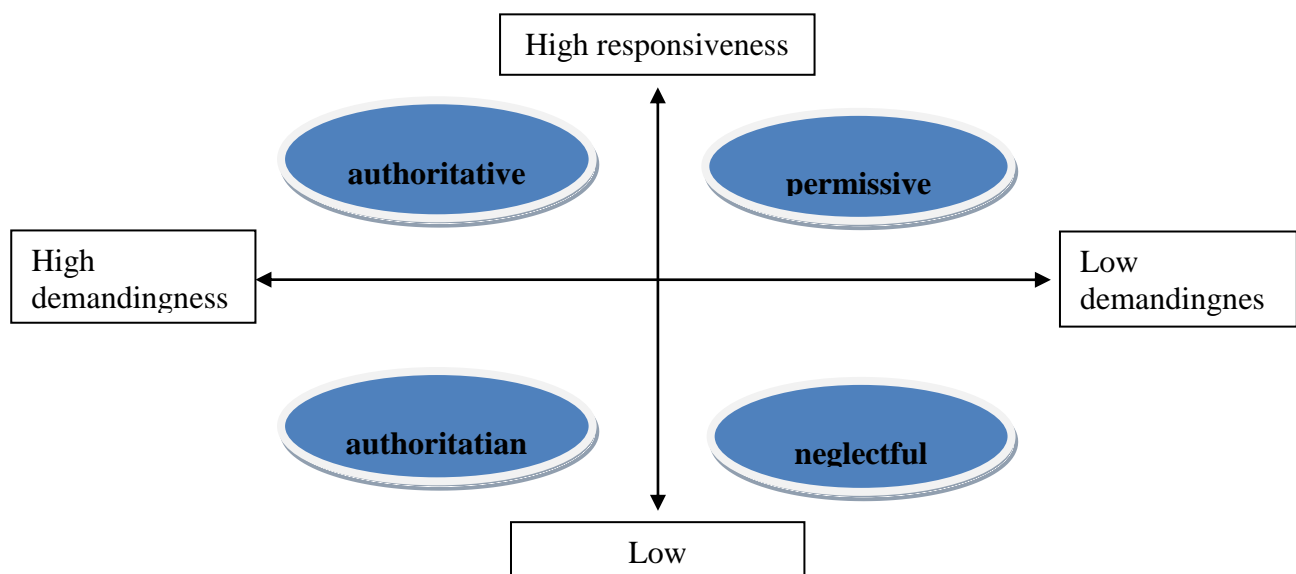 High responsiveness
authoritative
permissive
High
demandingness
Low
demandingnes
authoritatian
neglectful
Low